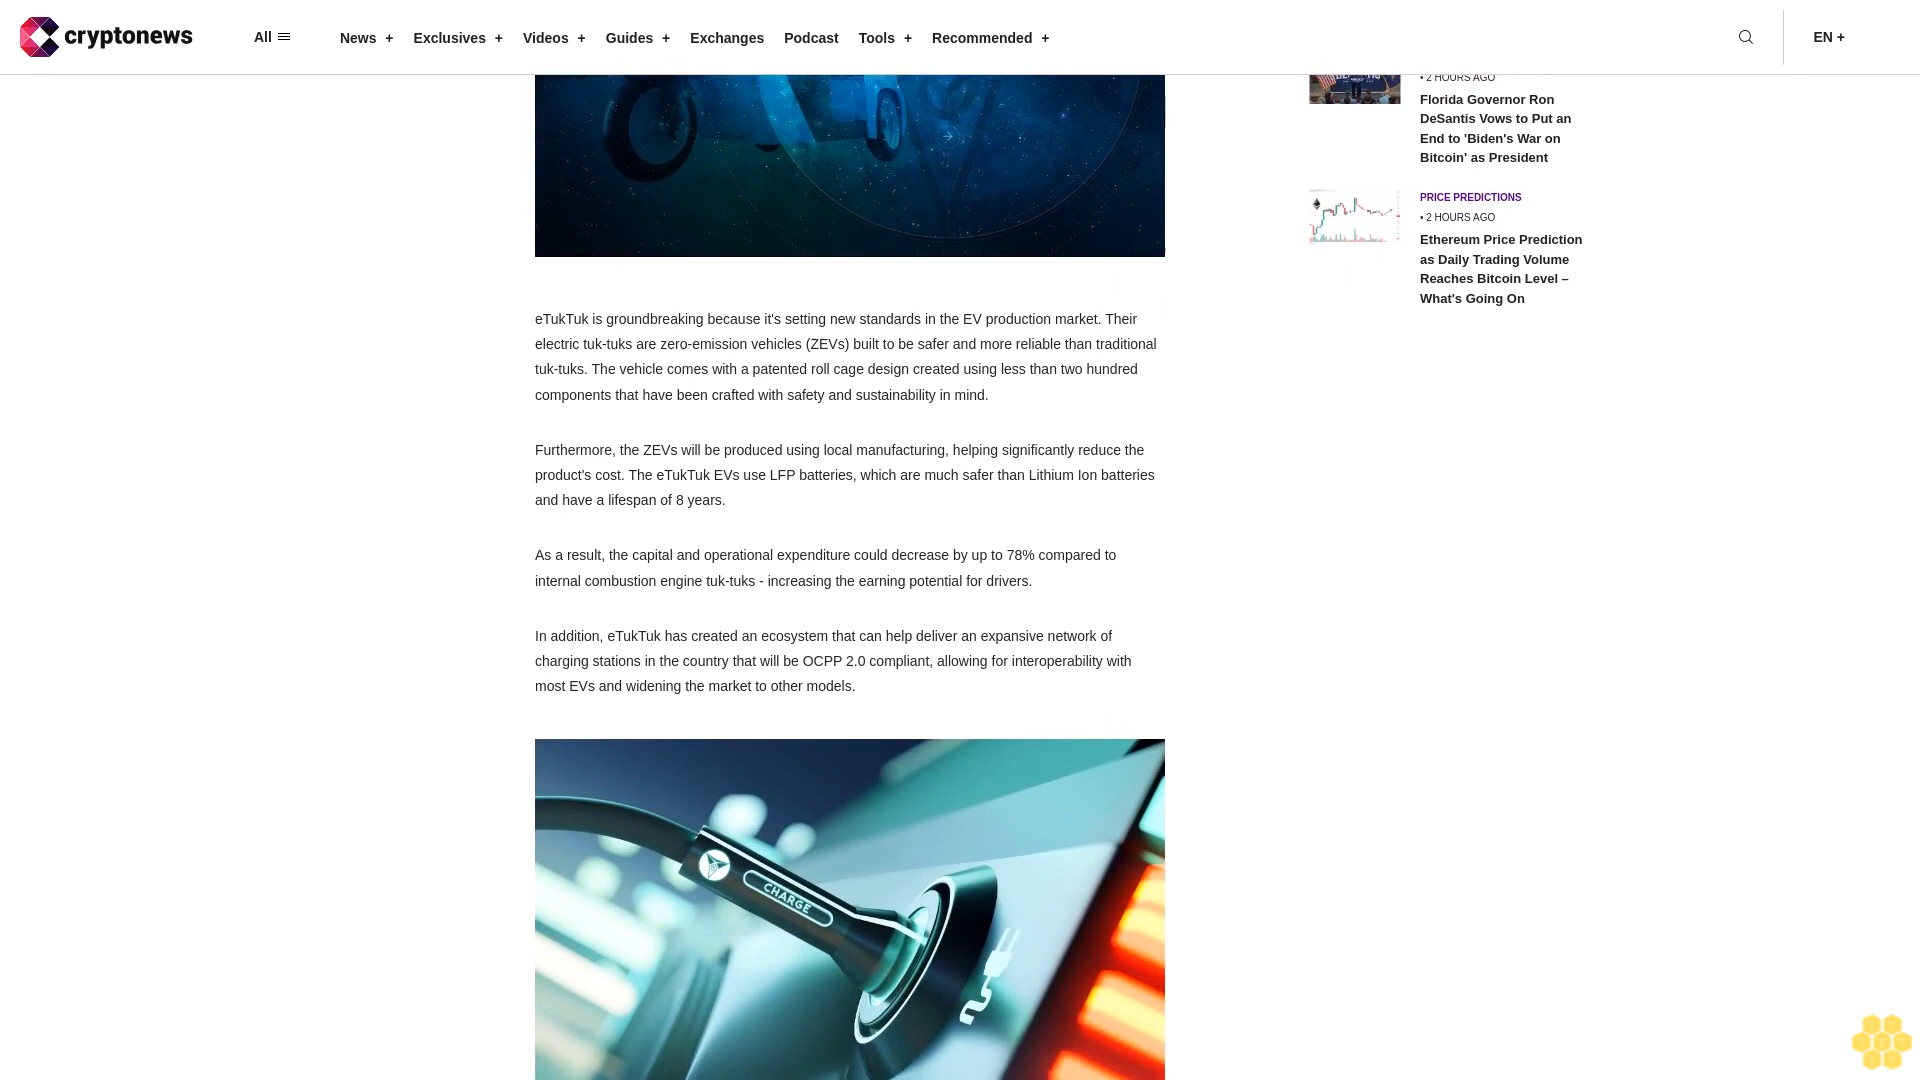 cryptonews
All
News +
Exclusives +
Videos +
Guides +
Exchanges
Podcast
Tools +
Recommended +
EN +
• 2 HOURS AGO
Florida Governor Ron
DeSantis Vows to Put an
End to 'Biden's War on
Bitcoin' as President
PRICE PREDICTIONS
• 2 HOURS AGO
Ethereum Price Prediction
as Daily Trading Volume
Reaches Bitcoin Level –
What's Going On
eTukTuk is groundbreaking because it's setting new standards in the EV production market. Their
electric tuk-tuks are zero-emission vehicles (ZEVs) built to be safer and more reliable than traditional
tuk-tuks. The vehicle comes with a patented roll cage design created using less than two hundred
components that have been crafted with safety and sustainability in mind.
Furthermore, the ZEVs will be produced using local manufacturing, helping significantly reduce the
product's cost. The eTukTuk EVs use LFP batteries, which are much safer than Lithium Ion batteries
and have a lifespan of 8 years.
As a result, the capital and operational expenditure could decrease by up to 78% compared to
internal combustion engine tuk-tuks - increasing the earning potential for drivers.
In addition, eTukTuk has created an ecosystem that can help deliver an expansive network of
charging stations in the country that will be OCPP 2.0 compliant, allowing for interoperability with
most EVs and widening the market to other models.
CHARGE